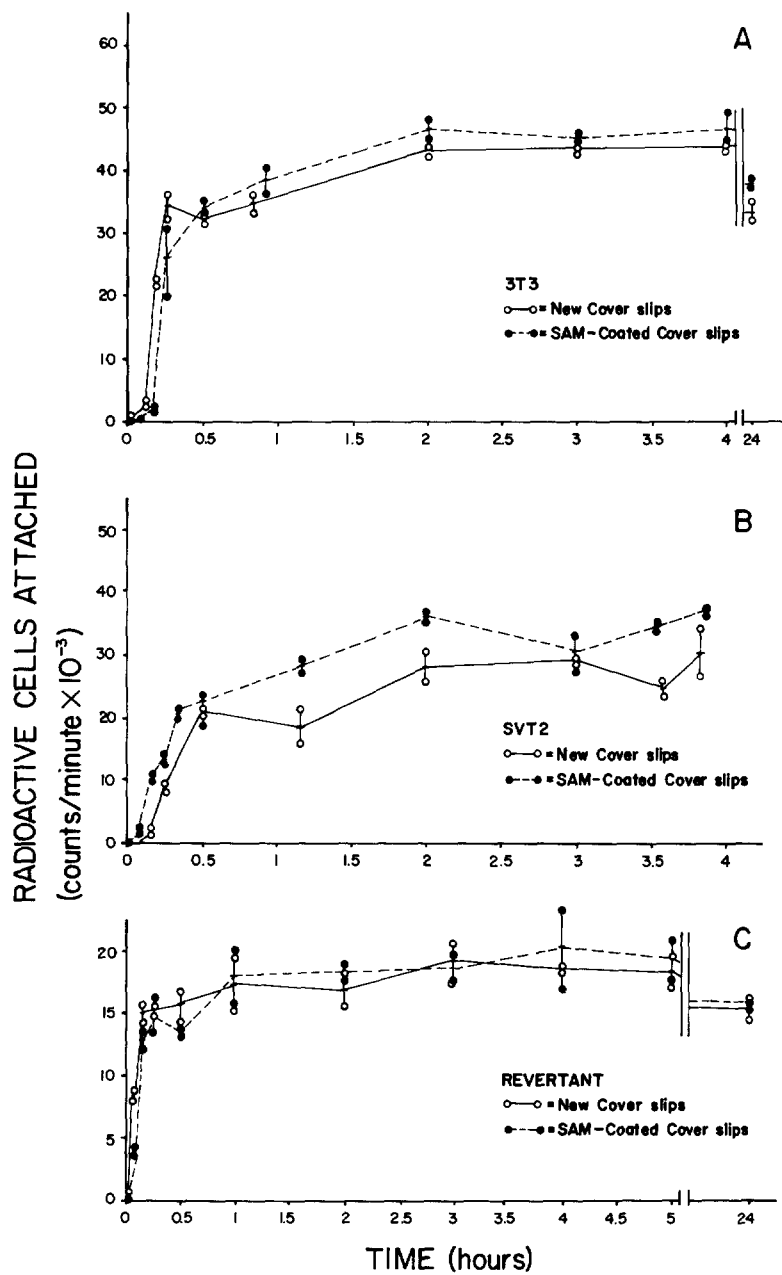 RADIOACTIVE CELLS ATTACHED
(counts/minute × 10⁻³)
A
60
50
40
30
20
10
0
3T3
= New Cover slips
= SAM-Coated Cover slips
0 0.5 1 1.5 2 2.5 3 3.5 4 24
B
50
40
30
20
10
0
SVT2
= New Cover slips
= SAM-Coated Cover slips
0 0.5 1 1.5 2 2.5 3 3.5 4
C
20
15
10
5
0
REVERTANT
= New Cover slips
= SAM-Coated Cover slips
0 0.5 1 1.5 2 2.5 3 3.5 4 4.5 5 24
TIME (hours)